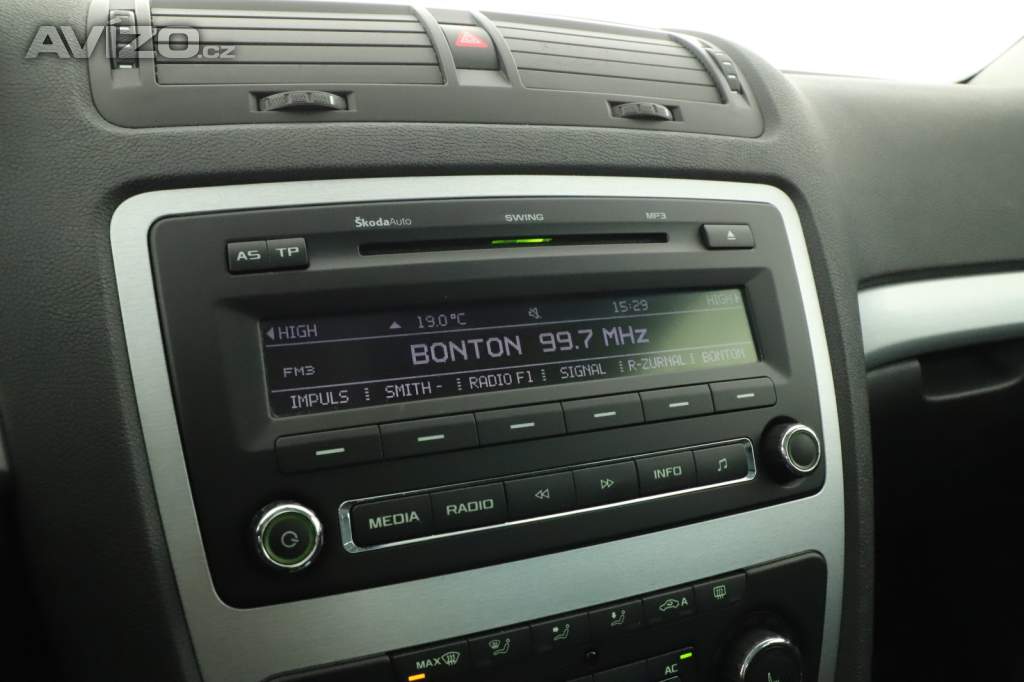 AVIZO.cz
ŠkodaAuto SWING MP3
AS TP
HIGH 19.0°C 15:29 HIGH
BONTON 99.7 MHz
FM3
IMPULS SMITH- RADIO F1 SIGNAL R-ZURNAL BONTON
MEDIA RADIO INFO
MAX A
AC